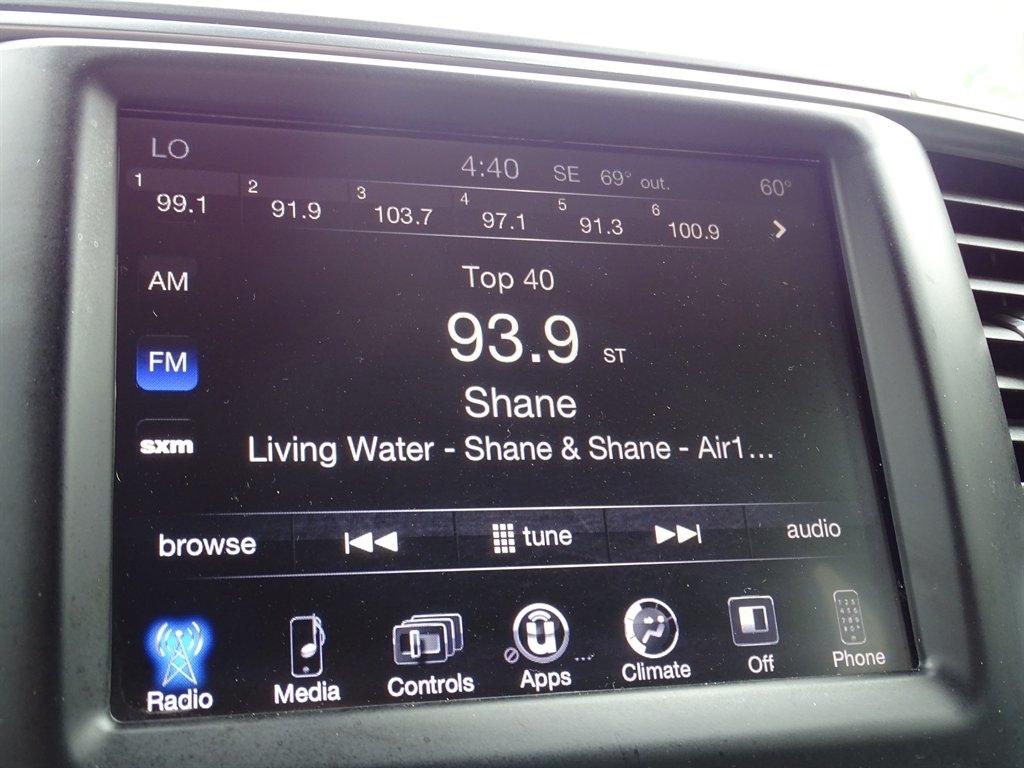 LO 4:40 SE 69° out. 60°
1 2 3 4 5 6
99.1 91.9 103.7 97.1 91.3 100.9
AM
Top 40
FM
93.9 ST
Shane
sxm
Living Water - Shane & Shane - Air1...
browse tune audio
Radio Media Controls Apps Climate Off Phone